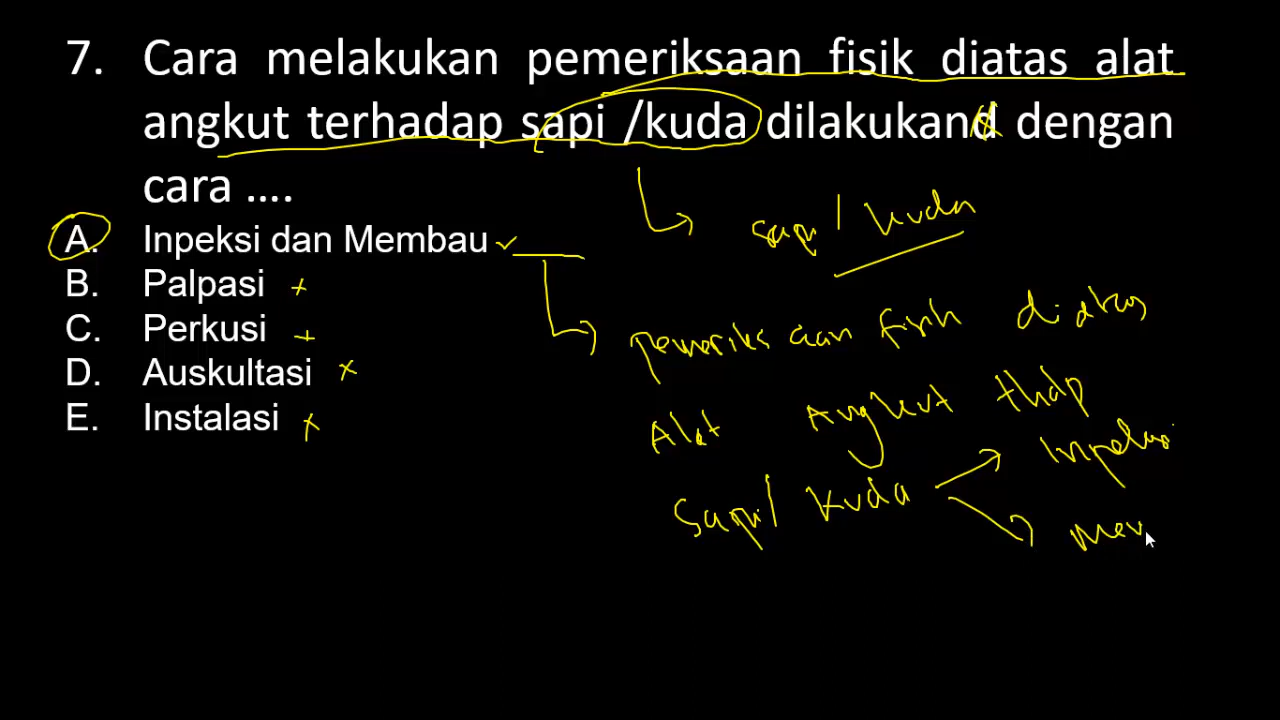 7. Cara melakukan pemeriksaan fisik diatas alat
angkut terhadap sapi /kuda dilakukand dengan
cara ....
A. Inpeksi dan Membau
B. Palpasi
C. Perkusi
D. Auskultasi
E. Instalasi
sapi / kuda
pemeriksaan fisik diatas
Alat Angkut thdp
Sapi/ kuda
Inpeksi